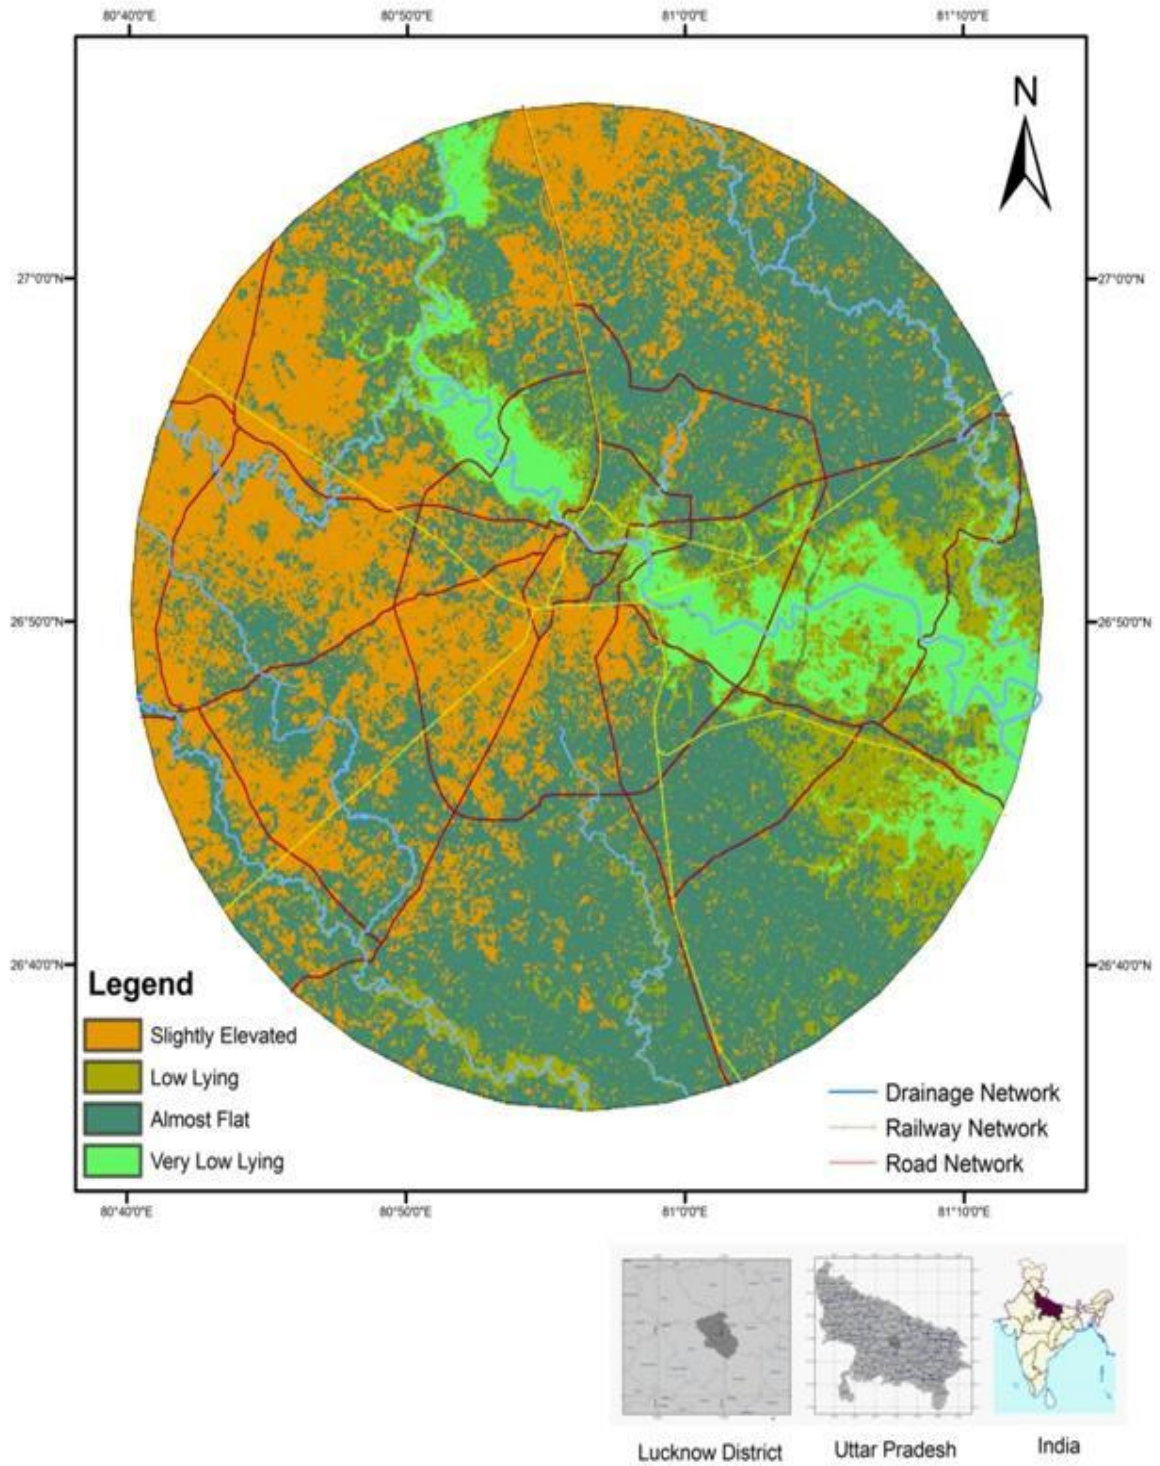 80°40'0"E 80°50'0"E 81°0'0"E 81°10'0"E
N
27°0'0"N 27°0'0"N
26°50'0"N 26°50'0"N
26°40'0"N 26°40'0"N
Legend
Slightly Elevated
Low Lying
Almost Flat
Very Low Lying
Drainage Network
Railway Network
Road Network
80°40'0"E 80°50'0"E 81°0'0"E 81°10'0"E
Lucknow District Uttar Pradesh India